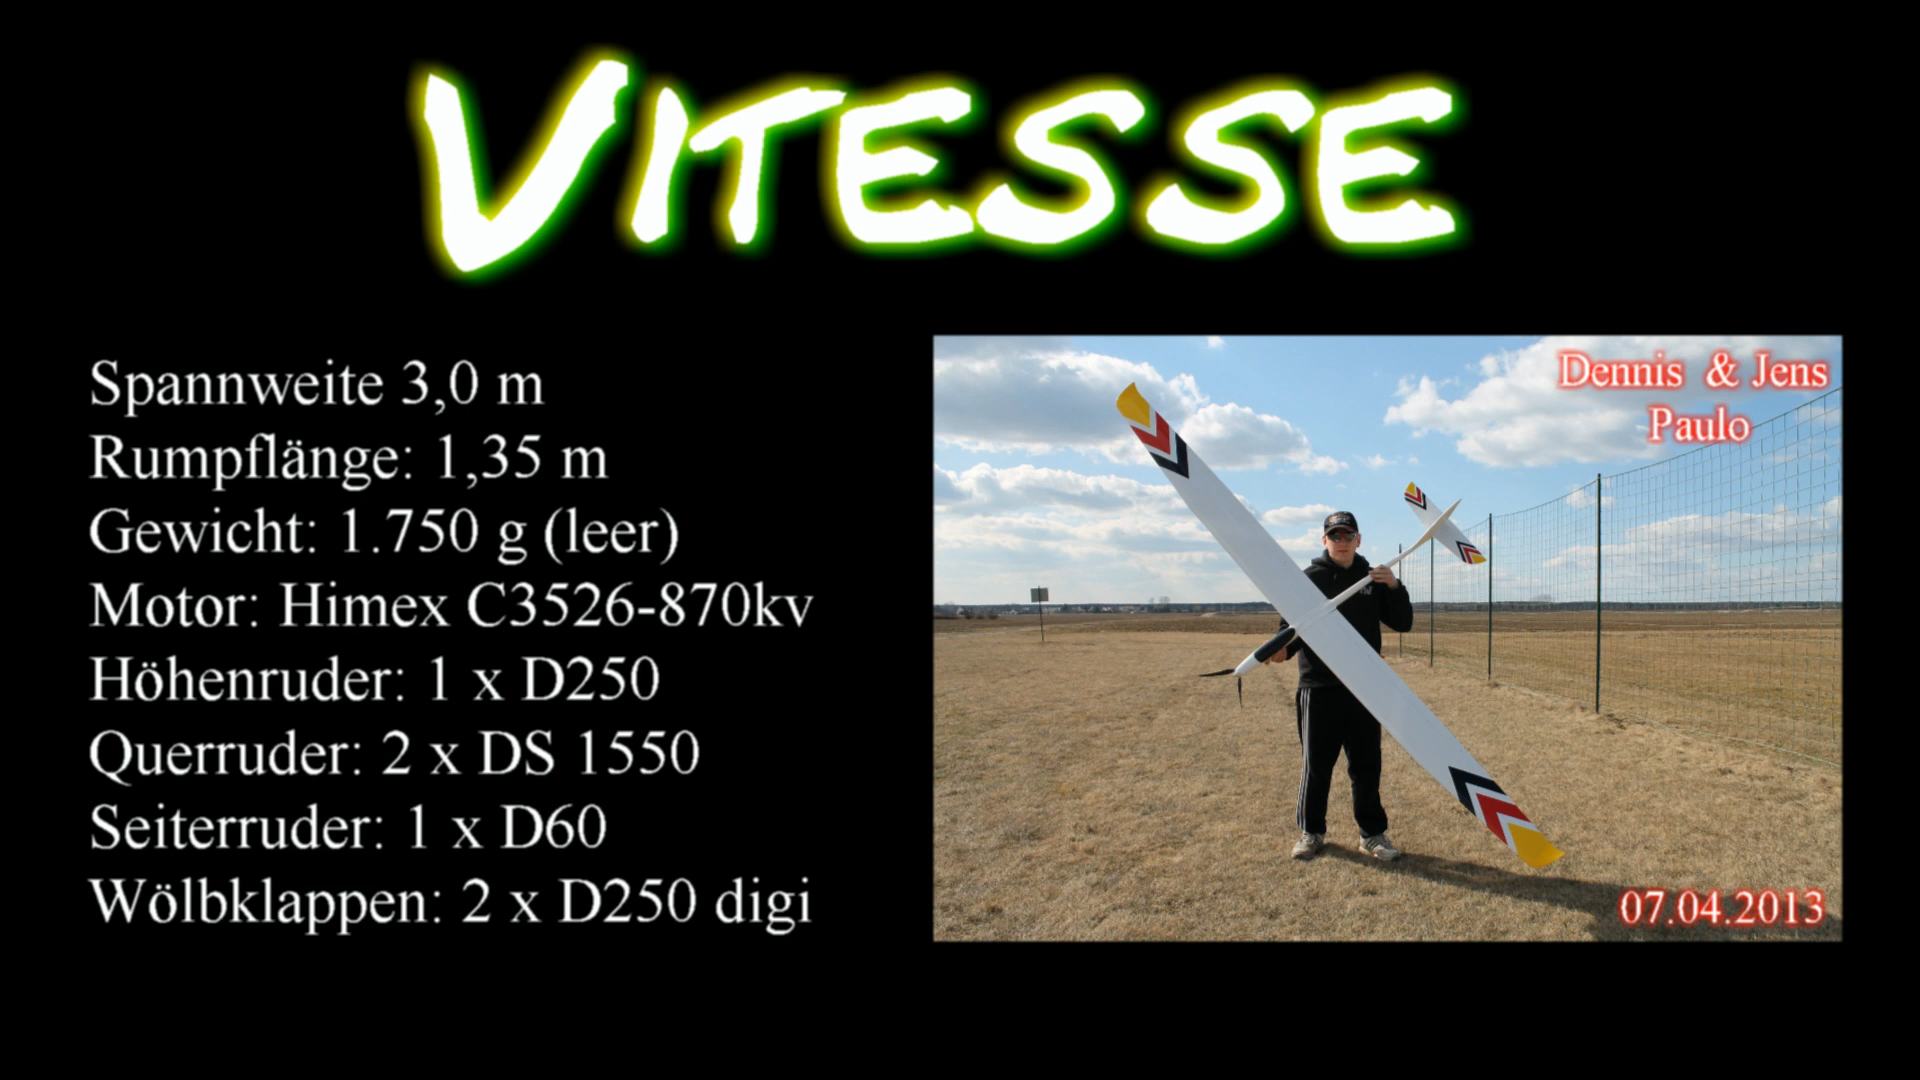 VITESSE
Spannweite 3,0 m
Rumpflänge: 1,35 m
Gewicht: 1.750 g (leer)
Motor: Himex C3526-870kv
Höhenruder: 1 x D250
Querruder: 2 x DS 1550
Seiterruder: 1 x D60
Wölbklappen: 2 x D250 digi
Dennis & Jens
Paulo
07.04.2013